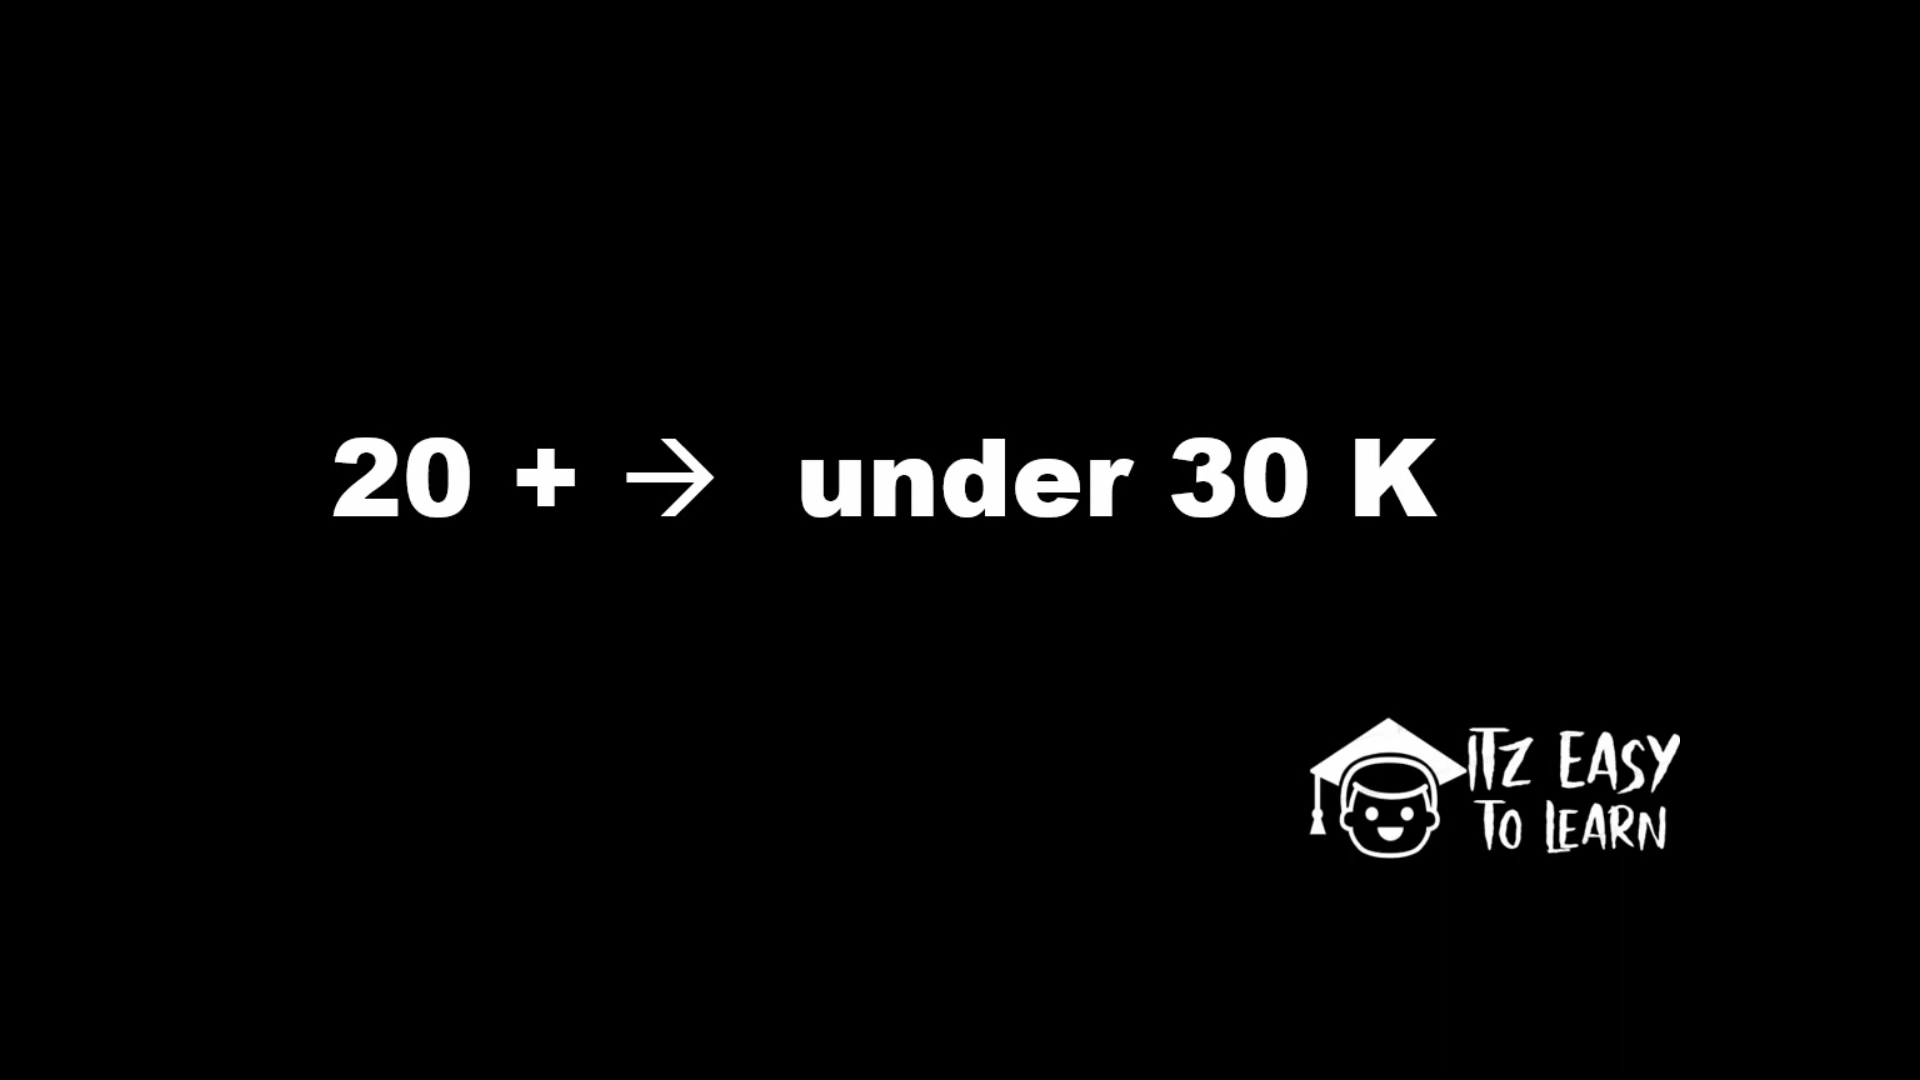 20 + → under 30 K
ITZ EASY
TO LEARN